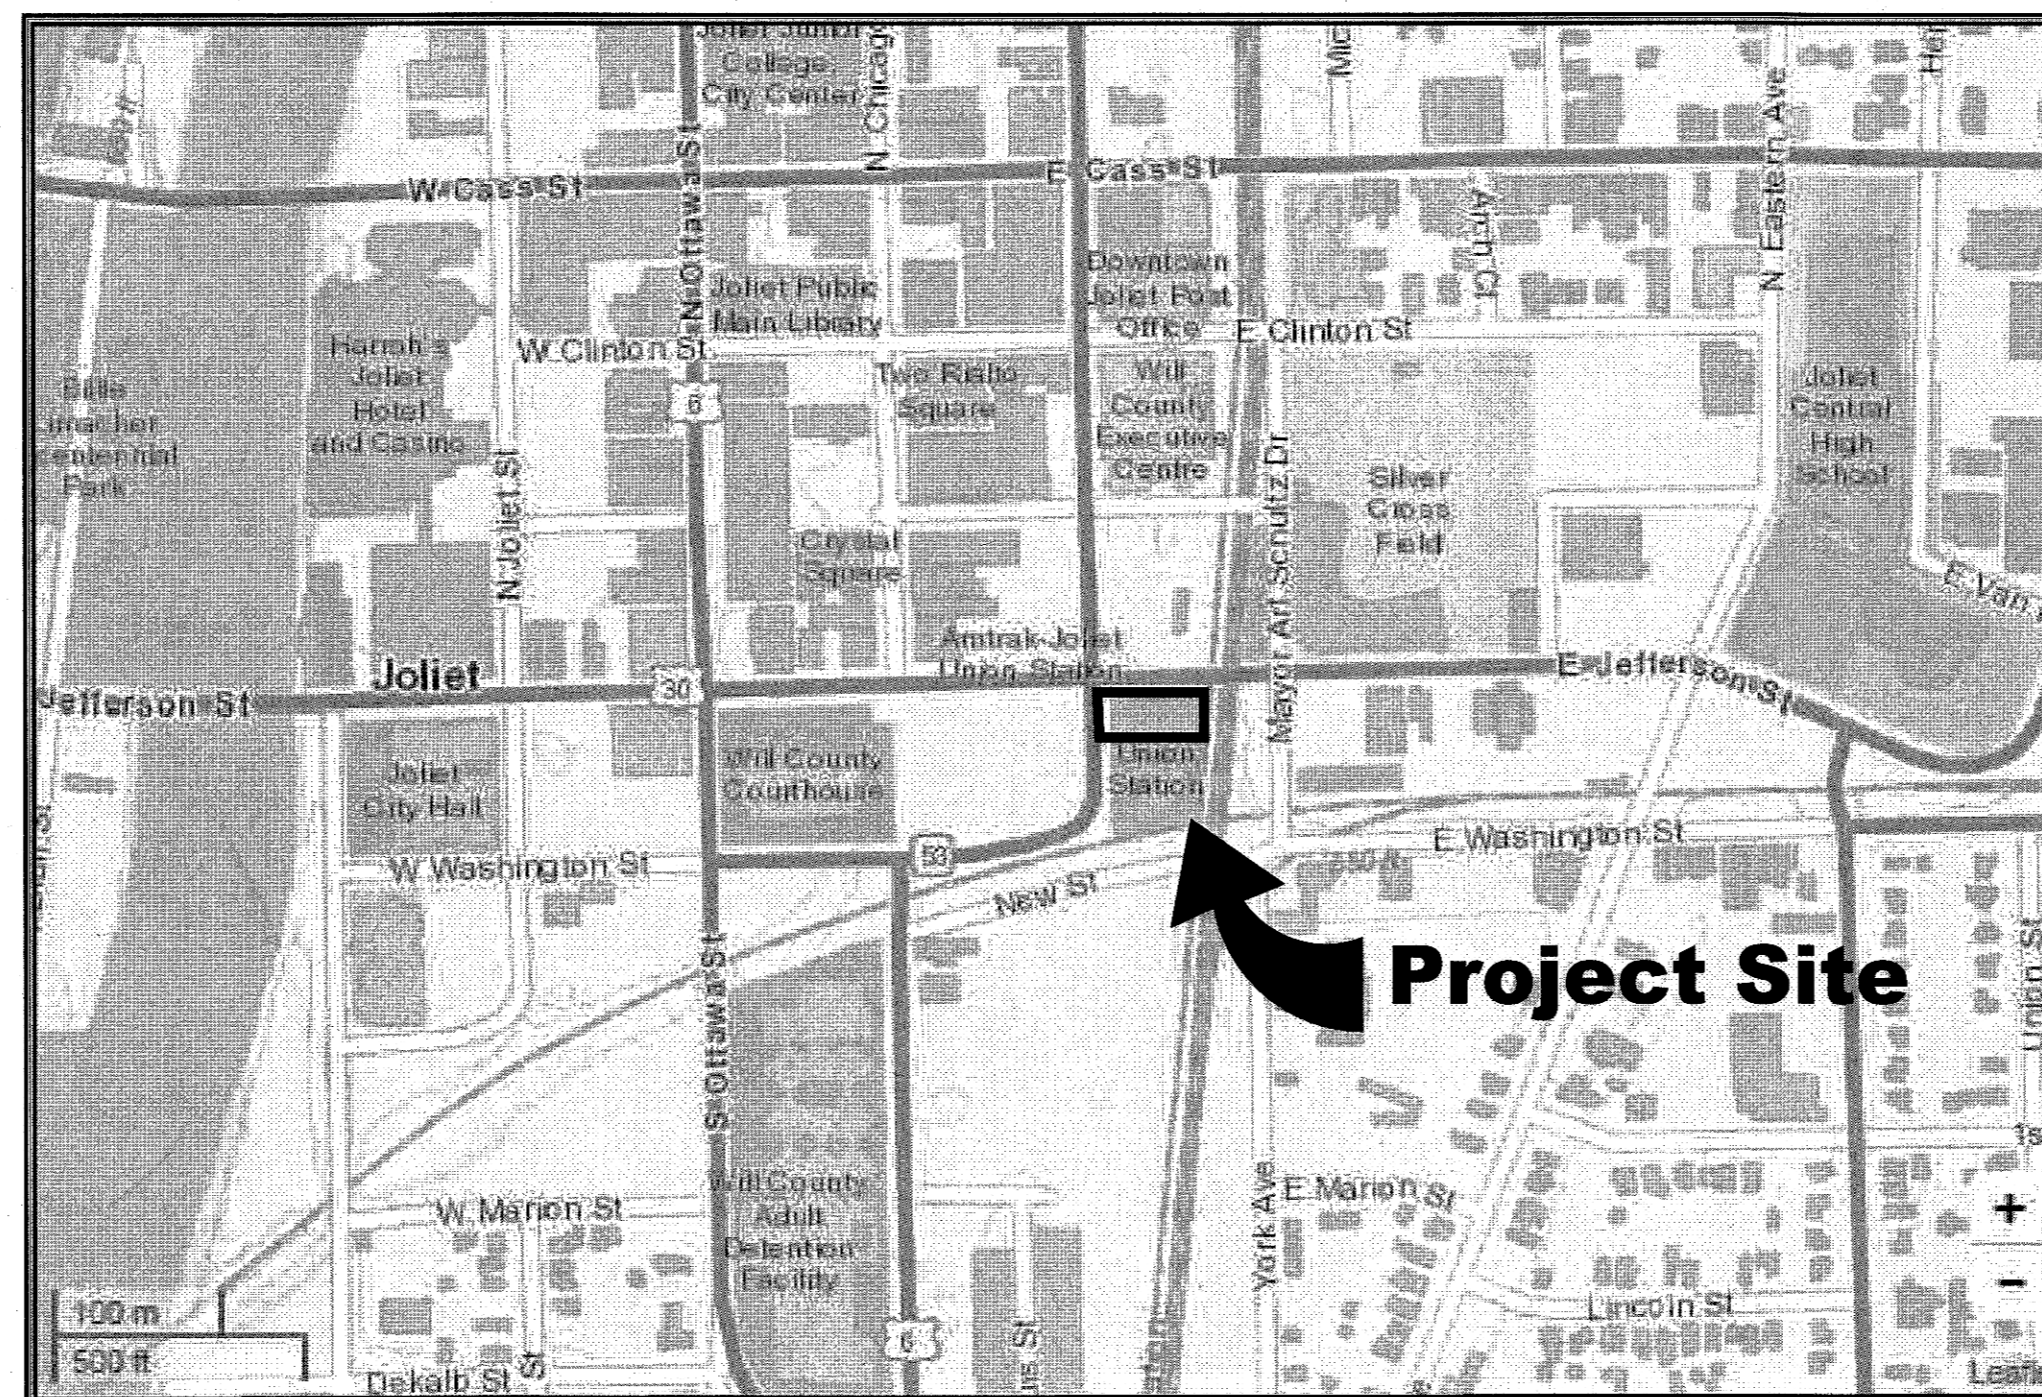 Joliet Junior
College,
City Center
N Chicago
N Eastern Ave
W Cass St
E Cass St
N Ottawa St
Arch Ct
Downtown
Joliet Post
Office
Joliet Public
Main Library
E Clinton St
W Clinton St
Harrah's
Joliet
Hotel
and Casino
Two Rialto
Square
Will
County
Executive
Centre
Joliet
Central
High
School
6
Park
N Joliet St
Silver
Cross
Field
Crystal
Square
Mayor Art Schultz Dr
E Van
Amtrak-Joliet
Union Station
E Jefferson St
Joliet
30
Jefferson St
Union
Station
Will County
Courthouse
Joliet
City Hall
E Washington St
53
W Washington St
New St
Project Site
S Ottawa St
Union St
Will County
Adult
Detention
Facility
W Marion St
E Marion St
York Ave
+
-
Lincoln St
100 m
500 ft
6
Dekalb St
St